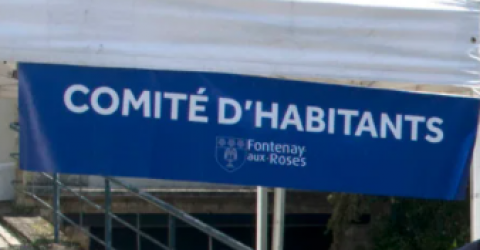 COMITÉ D'HABITANTS
Fontenay
aux-Roses